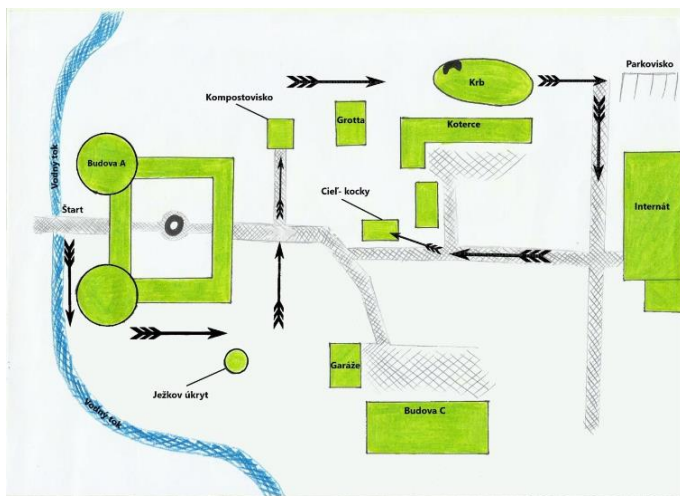 Parkovisko
Krb
Kompostovisko
Grotta
Koterce
Vodný tok
Budova A
Internát
Cieľ- kocky
Štart
Garáže
Ježkov úkryt
Vodný tok
Budova C